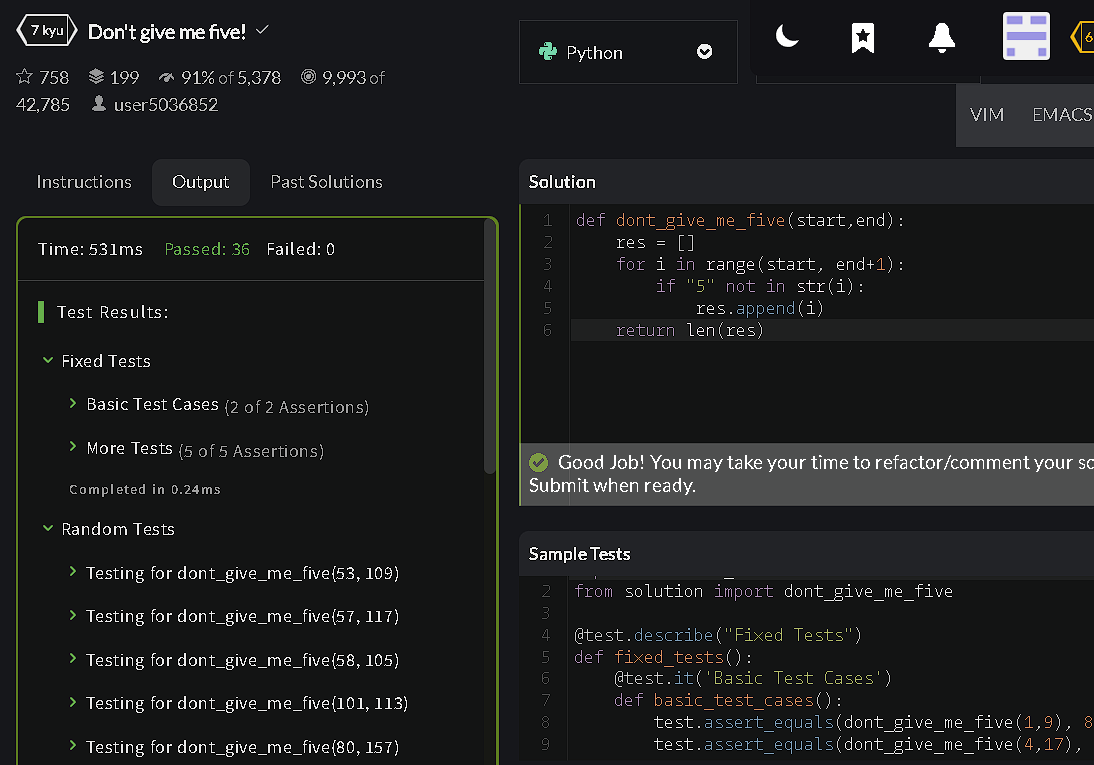 7 kyu Don't give me five!
758 199 91% of 5,378 9,993 of
42,785 user5036852
Python
VIM EMACS
Instructions Output Past Solutions
Time: 531ms Passed: 36 Failed: 0
Test Results:
Fixed Tests
Basic Test Cases (2 of 2 Assertions)
More Tests (5 of 5 Assertions)
Completed in 0.24ms
Random Tests
Testing for dont_give_me_five(53, 109)
Testing for dont_give_me_five(57, 117)
Testing for dont_give_me_five(58, 105)
Testing for dont_give_me_five(101, 113)
Testing for dont_give_me_five(80, 157)
Solution
1 def dont_give_me_five(start,end):
2 res = []
3 for i in range(start, end+1):
4 if "5" not in str(i):
5 res.append(i)
6 return len(res)
Good Job! You may take your time to refactor/comment your
Submit when ready.
Sample Tests
2 from solution import dont_give_me_five
3
4 @test.describe("Fixed Tests")
5 def fixed_tests():
6 @test.it('Basic Test Cases')
7 def basic_test_cases():
8 test.assert_equals(dont_give_me_five(1,9), 8
9 test.assert_equals(dont_give_me_five(4,17),